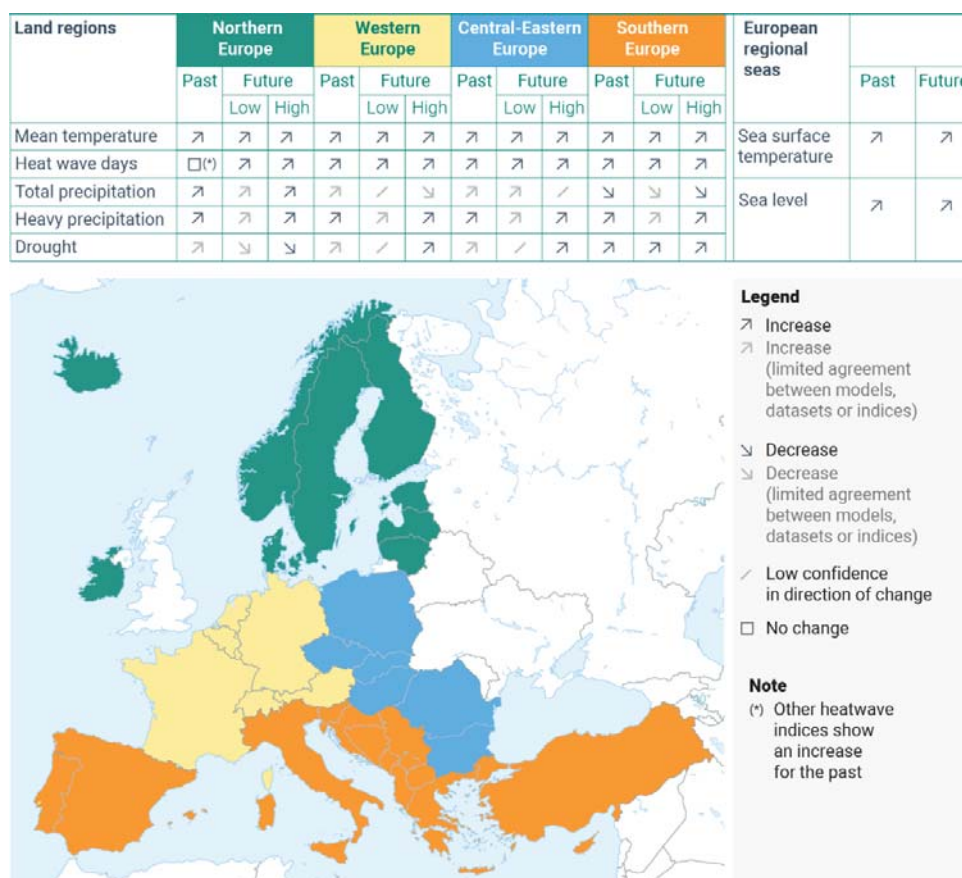 Land regions Northern Europe Western Europe Central-Eastern Europe Southern Europe European regional seas
Past Future Past Future Past Future Past Future Past Future
Low High Low High Low High Low High
Mean temperature ↗ ↗ ↗ ↗ ↗ ↗ ↗ ↗ ↗ ↗ ↗ ↗ Sea surface temperature ↗ ↗
Heat wave days □(*) ↗ ↗ ↗ ↗ ↗ ↗ ↗ ↗ ↗ ↗ ↗
Total precipitation ↗ ↗ ↗ ↗ ∕ ↘ ↗ ↗ ∕ ↘ ↘ ↘ Sea level ↗ ↗
Heavy precipitation ↗ ↗ ↗ ↗ ↗ ↗ ↗ ↗ ↗ ↗ ↗ ↗
Drought ↗ ↘ ↘ ↗ ∕ ↗ ↗ ∕ ↗ ↗ ↗ ↗
Legend
↗ Increase
↗ Increase
(limited agreement
between models,
datasets or indices)
↘ Decrease
↘ Decrease
(limited agreement
between models,
datasets or indices)
∕ Low confidence
in direction of change
□ No change
Note
(*) Other heatwave
indices show
an increase
for the past